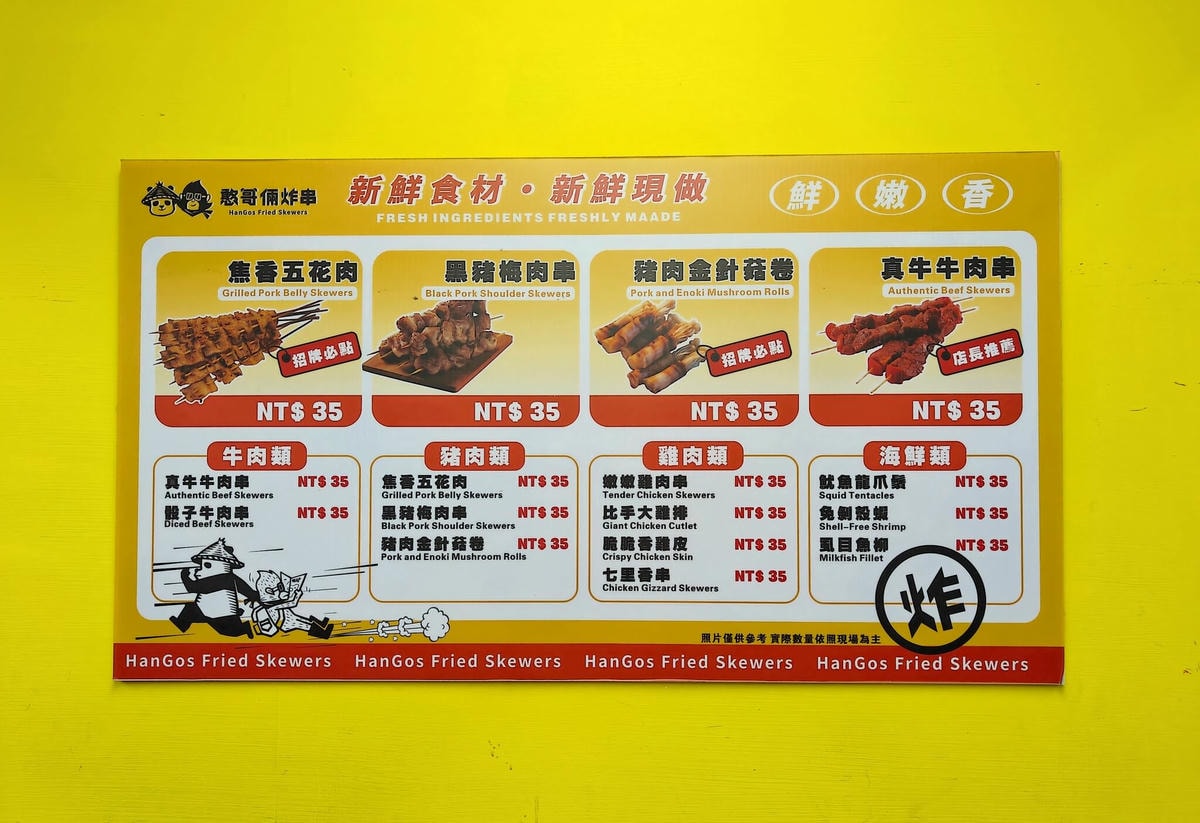 憨哥倆炸串
HanGos Fried Skewers
新鮮食材・新鮮現做
FRESH INGREDIENTS FRESHLY MAADE
鮮 嫩 香
焦香五花肉
Grilled Pork Belly Skewers
招牌必點
NT$ 35
黑豬梅肉串
Black Pork Shoulder Skewers
NT$ 35
豬肉金針菇卷
Pork and Enoki Mushroom Rolls
招牌必點
NT$ 35
真牛牛肉串
Authentic Beef Skewers
店長推薦
NT$ 35
牛肉類
真牛牛肉串 NT$ 35
Authentic Beef Skewers
骰子牛肉串 NT$ 35
Diced Beef Skewers
豬肉類
焦香五花肉 NT$ 35
Grilled Pork Belly Skewers
黑豬梅肉串 NT$ 35
Black Pork Shoulder Skewers
豬肉金針菇卷 NT$ 35
Pork and Enoki Mushroom Rolls
雞肉類
嫩嫩雞肉串 NT$ 35
Tender Chicken Skewers
比手大雞排 NT$ 35
Giant Chicken Cutlet
脆脆香雞皮 NT$ 35
Crispy Chicken Skin
七里香串 NT$ 35
Chicken Gizzard Skewers
海鮮類
魷魚龍爪鬚 NT$ 35
Squid Tentacles
免剝殼蝦 NT$ 35
Shell-Free Shrimp
虱目魚柳 NT$ 35
Milkfish Fillet
炸
照片僅供參考 實際數量依照現場為主
HanGos Fried Skewers HanGos Fried Skewers HanGos Fried Skewers HanGos Fried Skewers